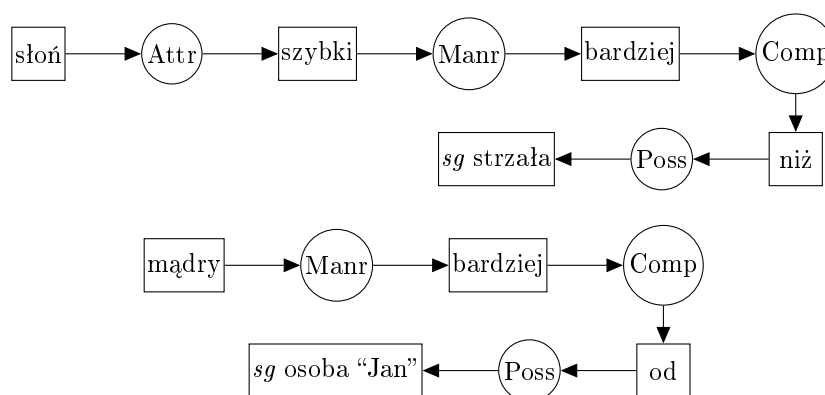 słoń Attr szybki Manr bardziej Comp
sg strzała Poss niż
mądry Manr bardziej Comp
sg osoba “Jan” Poss od